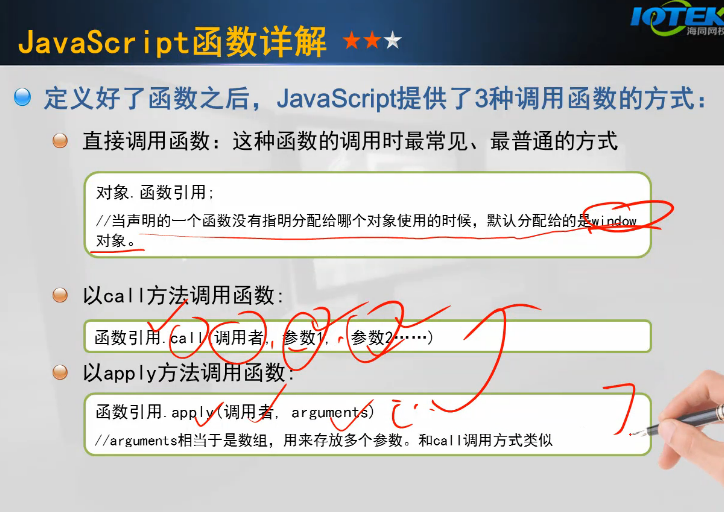 JavaScript函数详解
IOTEK
海同网校
定义好了函数之后，JavaScript提供了3种调用函数的方式：
直接调用函数：这种函数的调用时最常见、最普通的方式
对象.函数引用;
//当声明的一个函数没有指明分配给哪个对象使用的时候，默认分配给的是window
对象。
以call方法调用函数:
函数引用.call(调用者, 参数1, 参数2……)
以apply方法调用函数:
函数引用.apply(调用者, arguments)
//arguments相当于是数组，用来存放多个参数。和call调用方式类似